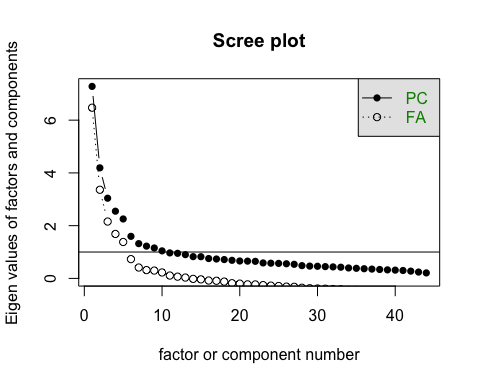 Scree plot
Eigen values of factors and components
PC
FA
6
4
2
0
0 10 20 30 40
factor or component number